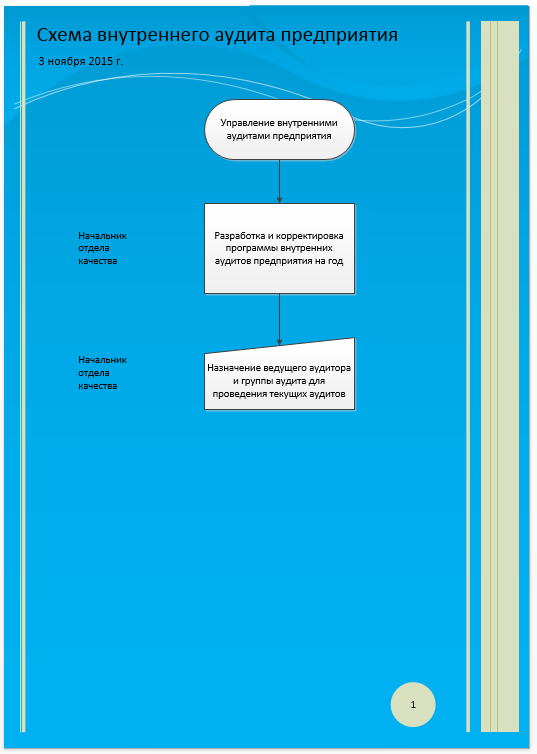 Схема внутреннего аудита предприятия
3 ноября 2015 г.
Управление внутренними
аудитами предприятия
Начальник
отдела
качества
Разработка и корректировка
программы внутренних
аудитов предприятия на год
Начальник
отдела
качества
Назначение ведущего аудитора
и группы аудита для
проведения текущих аудитов
1